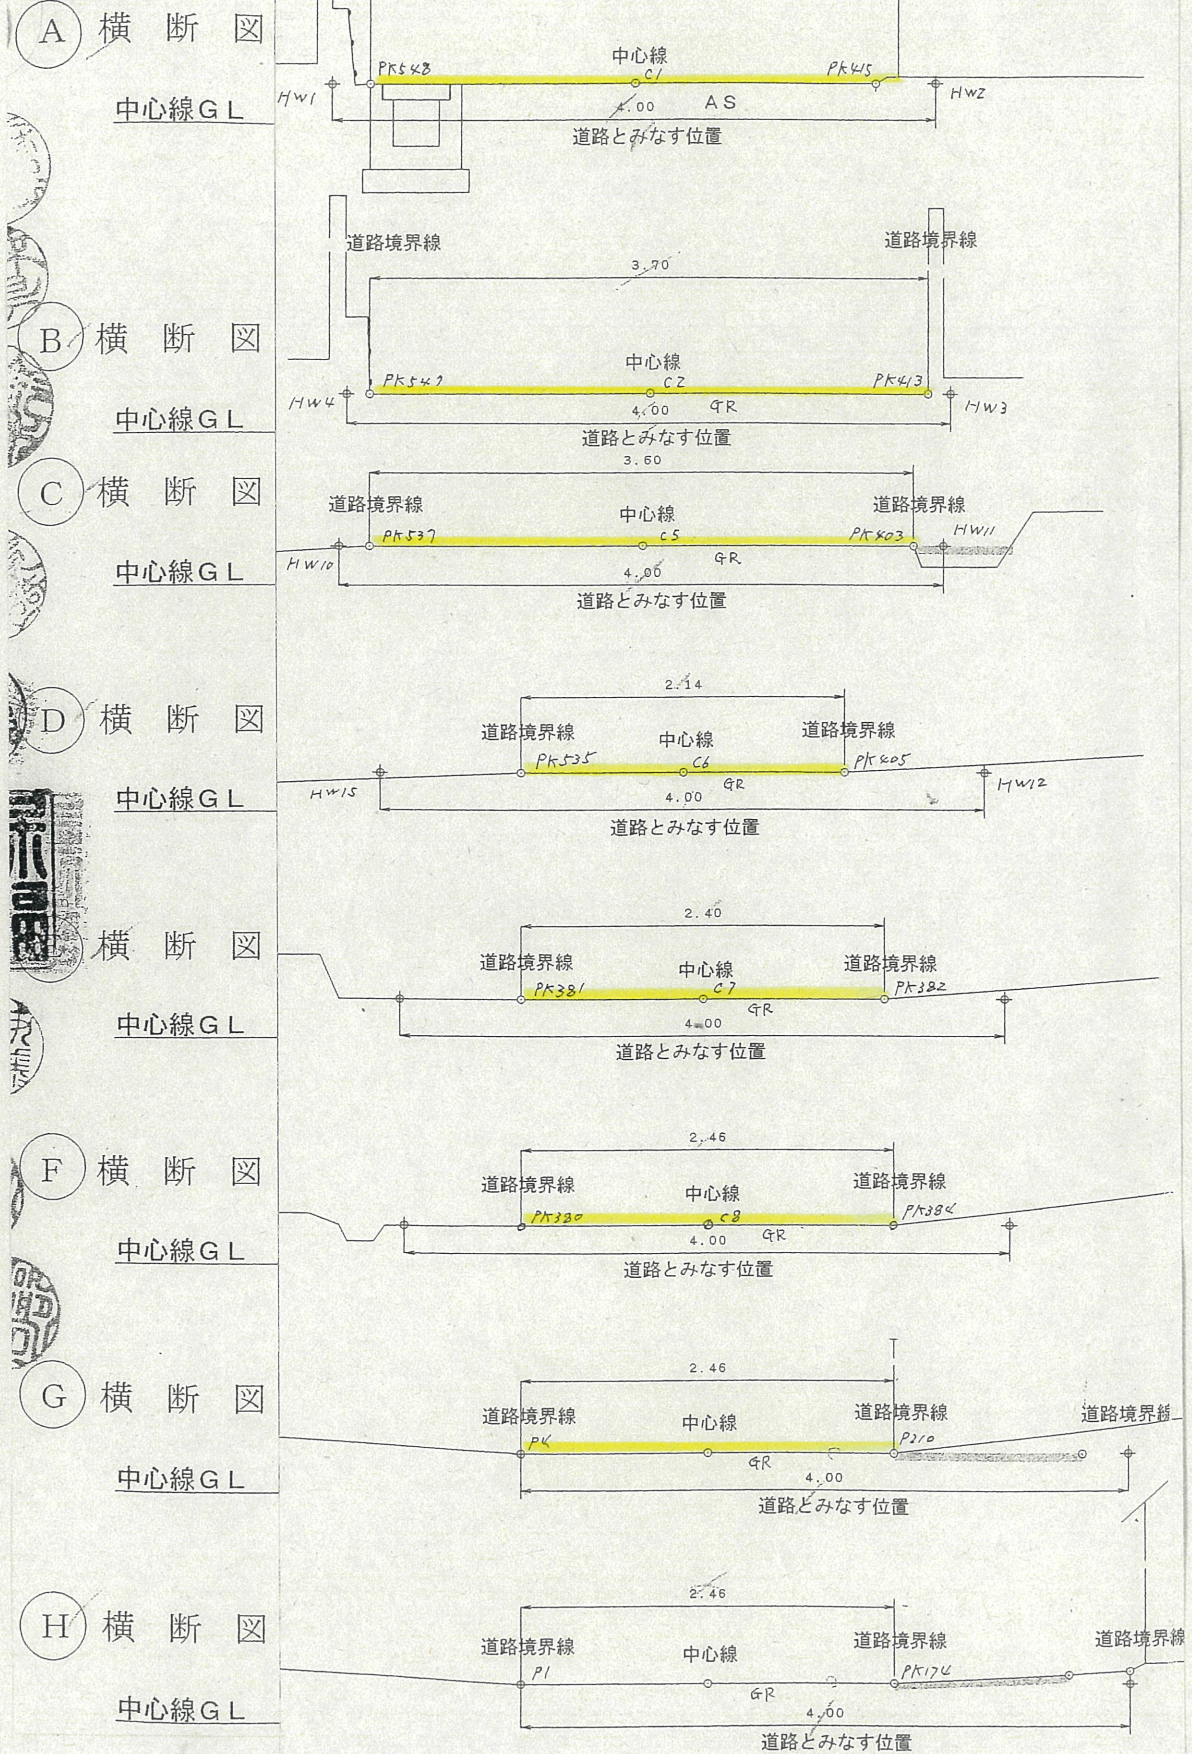 A 横断図
中心線
PK548 C1 PK415
HW1 HW2
中心線GL
4.00 AS
道路とみなす位置
道路境界線 道路境界線
3.70
B 横断図
中心線
PK547 C2 PK413
HW4 HW3
中心線GL
4.00 GR
道路とみなす位置
3.60
C 横断図
道路境界線 中心線 道路境界線
PK537 C5 PK403 HW11
HW10 GR
中心線GL
4.00
道路とみなす位置
2.14
D 横断図
道路境界線 中心線 道路境界線
PK535 C6 PK405
HW15 GR HW12
中心線GL
4.00
道路とみなす位置
2.40
横断図
道路境界線 中心線 道路境界線
PK381 C7 PK382
GR
中心線GL
4.00
道路とみなす位置
2.46
F 横断図
道路境界線 中心線 道路境界線
PK380 C8 PK384
GR
中心線GL
4.00
道路とみなす位置
2.46
G 横断図
道路境界線 中心線 道路境界線 道路境界線
P4 P210
GR
中心線GL
4.00
道路とみなす位置
2.46
H 横断図
道路境界線 中心線 道路境界線 道路境界線
P1 PK174
GR
中心線GL
4.00
道路とみなす位置